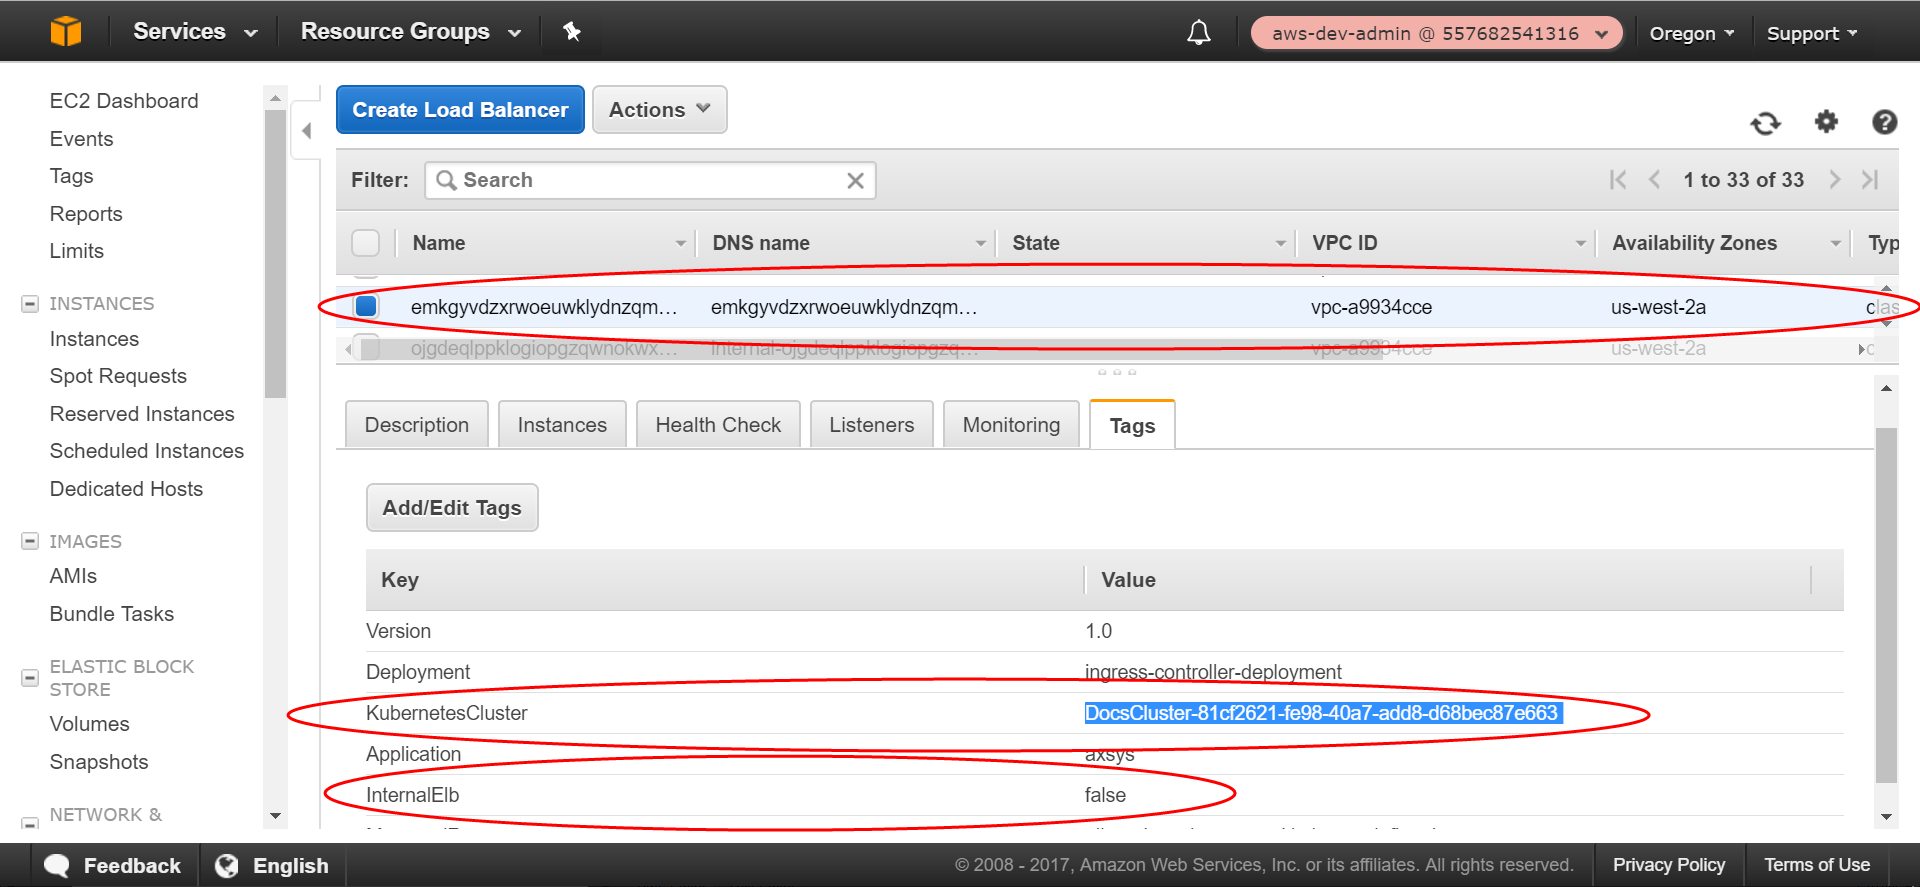 Services Resource Groups aws-dev-admin @ 557682541316 Oregon Support
EC2 Dashboard
Events
Tags
Reports
Limits
INSTANCES
Instances
Spot Requests
Reserved Instances
Scheduled Instances
Dedicated Hosts
IMAGES
AMIs
Bundle Tasks
ELASTIC BLOCK
STORE
Volumes
Snapshots
NETWORK &
Create Load Balancer Actions
Filter: Search 1 to 33 of 33
Name DNS name State VPC ID Availability Zones Typ
emkgyvdzxrwoeuwklydnzqm... emkgyvdzxrwoeuwklydnzqm... vpc-a9934cce us-west-2a clas
ojgdeqlppklogiopgzqwnokwx... internal-ojgdeqlppklogiopgzq... vpc-a9934cce us-west-2a c
Description Instances Health Check Listeners Monitoring Tags
Add/Edit Tags
Key Value
Version 1.0
Deployment ingress-controller-deployment
KubernetesCluster DocsCluster-81cf2621-fe98-40a7-add8-d68bec87e663
Application axsys
InternalElb false
Feedback English © 2008 - 2017, Amazon Web Services, Inc. or its affiliates. All rights reserved. Privacy Policy Terms of Use